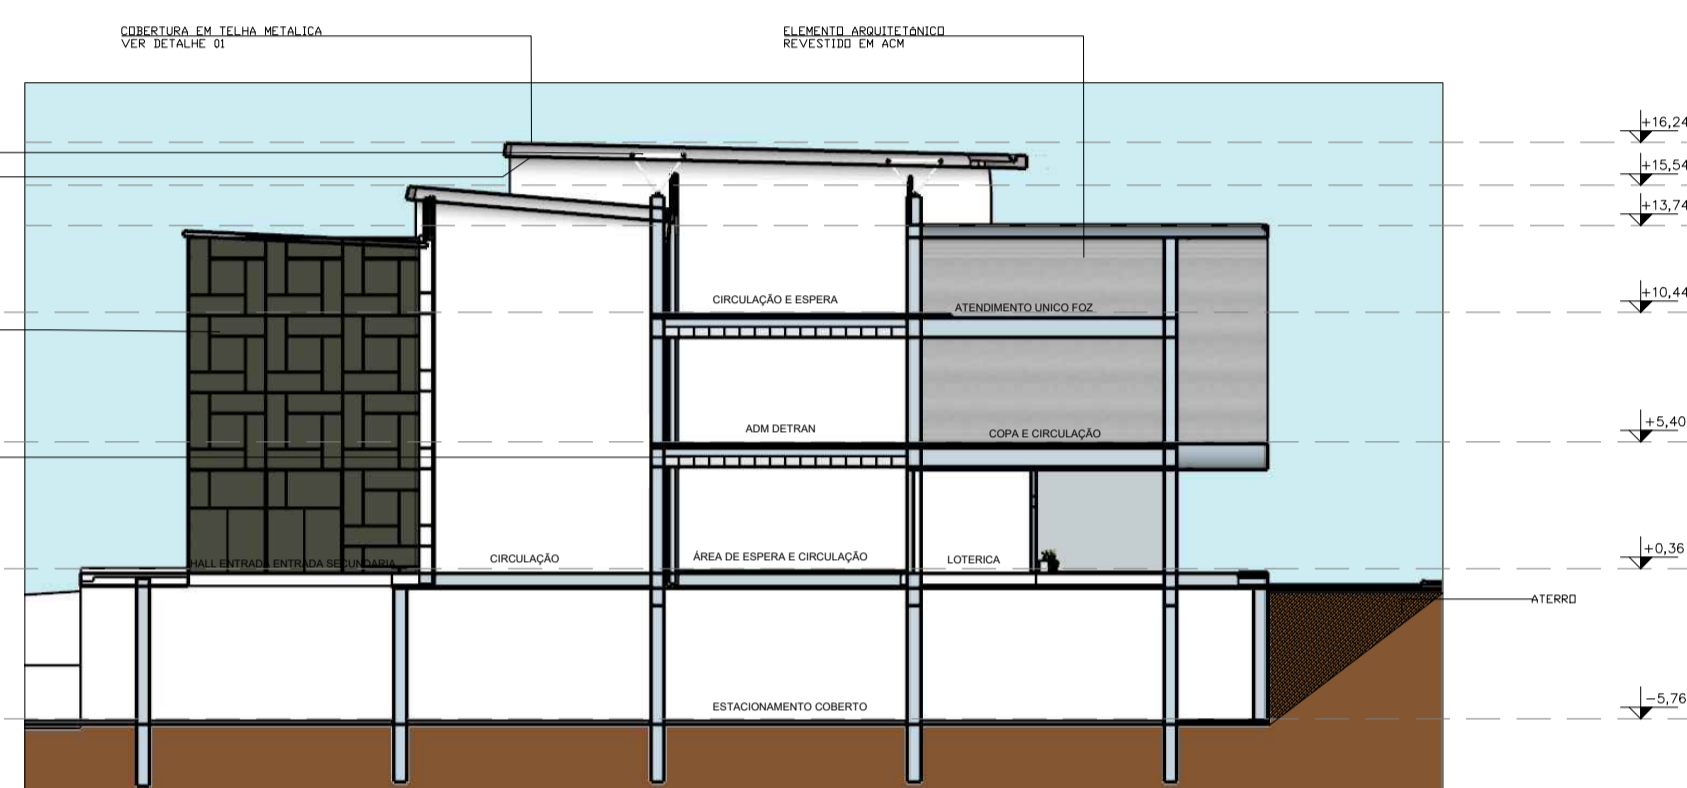 COBERTURA EM TELHA METALICA
VER DETALHE 01
ELEMENTO ARQUITETÔNICO
REVESTIDO EM ACM
+16,24
+15,54
+13,74
CIRCULAÇÃO E ESPERA
ATENDIMENTO UNICO FOZ
+10,44
ADM DETRAN
COPA E CIRCULAÇÃO
+5,40
HALL ENTRADA ENTRADA SECUNDARIA
CIRCULAÇÃO
ÁREA DE ESPERA E CIRCULAÇÃO
LOTERICA
+0,36
ATERRO
ESTACIONAMENTO COBERTO
-5,76